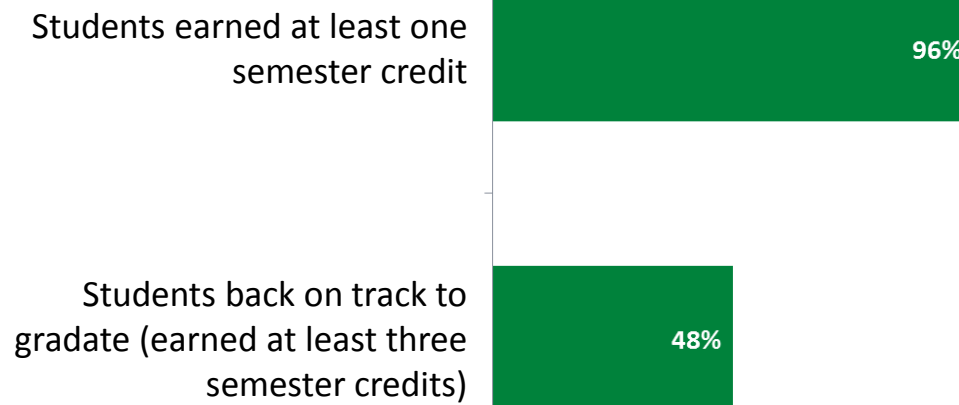 Students earned at least one
semester credit
96%
Students back on track to
gradate (earned at least three
semester credits)
48%